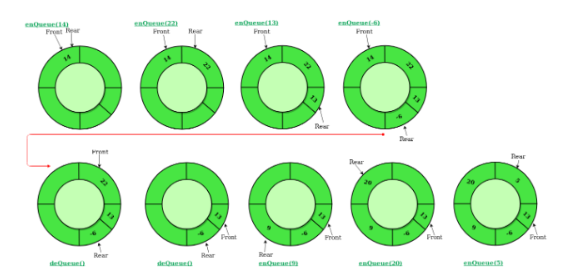 enQueue(14)
enQueue(22)
enQueue(13)
enQueue(-6)
Front Rear
Front
Rear
Front
Front
14
14
22
14
22
13
14
22
13
-6
Rear
Rear
Front
Rear
Rear
22
13
-6
13
-6
13
9
-6
20
13
9
-6
20
5
13
9
-6
Front
Front
Front
Front
Rear
Rear
Rear
deQueue()
deQueue()
enQueue(9)
enQueue(20)
enQueue(5)